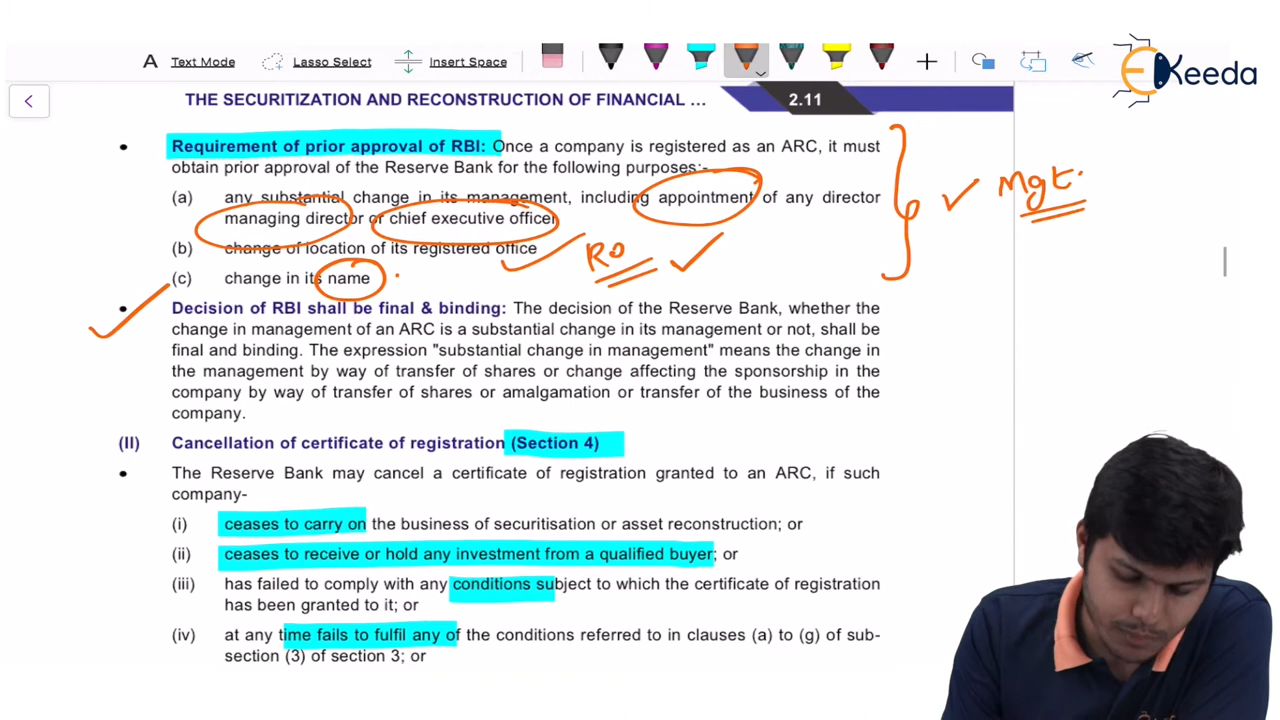 A Text Mode Lasso Select Insert Space
Ekeeda
THE SECURITIZATION AND RECONSTRUCTION OF FINANCIAL ... 2.11
• Requirement of prior approval of RBI: Once a company is registered as an ARC, it must
obtain prior approval of the Reserve Bank for the following purposes:-
(a) any substantial change in its management, including appointment of any director
managing director or chief executive officer
✓ Mgt.
(b) change of location of its registered office
RO
(c) change in its name
• Decision of RBI shall be final & binding: The decision of the Reserve Bank, whether the
change in management of an ARC is a substantial change in its management or not, shall be
final and binding. The expression "substantial change in management" means the change in
the management by way of transfer of shares or change affecting the sponsorship in the
company by way of transfer of shares or amalgamation or transfer of the business of the
company.
(II) Cancellation of certificate of registration (Section 4)
• The Reserve Bank may cancel a certificate of registration granted to an ARC, if such
company-
(i) ceases to carry on the business of securitisation or asset reconstruction; or
(ii) ceases to receive or hold any investment from a qualified buyer; or
(iii) has failed to comply with any conditions subject to which the certificate of registration
has been granted to it; or
(iv) at any time fails to fulfil any of the conditions referred to in clauses (a) to (g) of sub-
section (3) of section 3; or